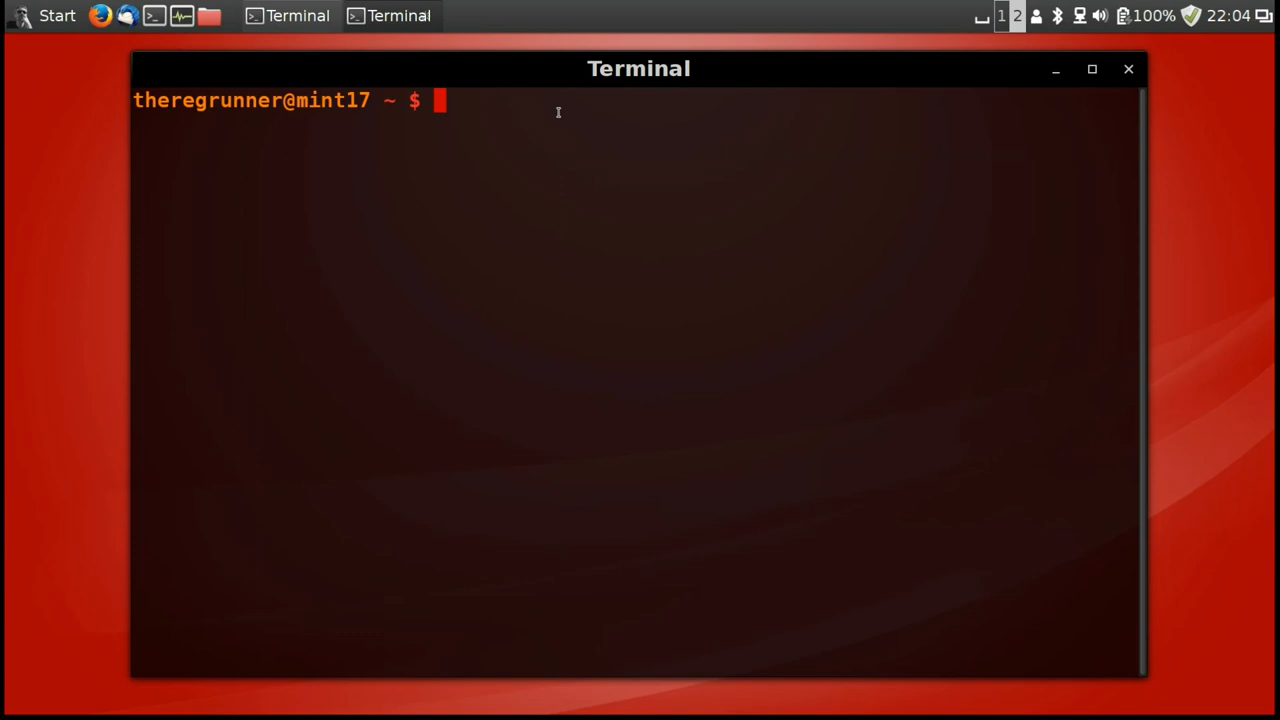 Start Terminal Terminal 1 2 100% 22:04
Terminal
theregrunner@mint17 ~ $